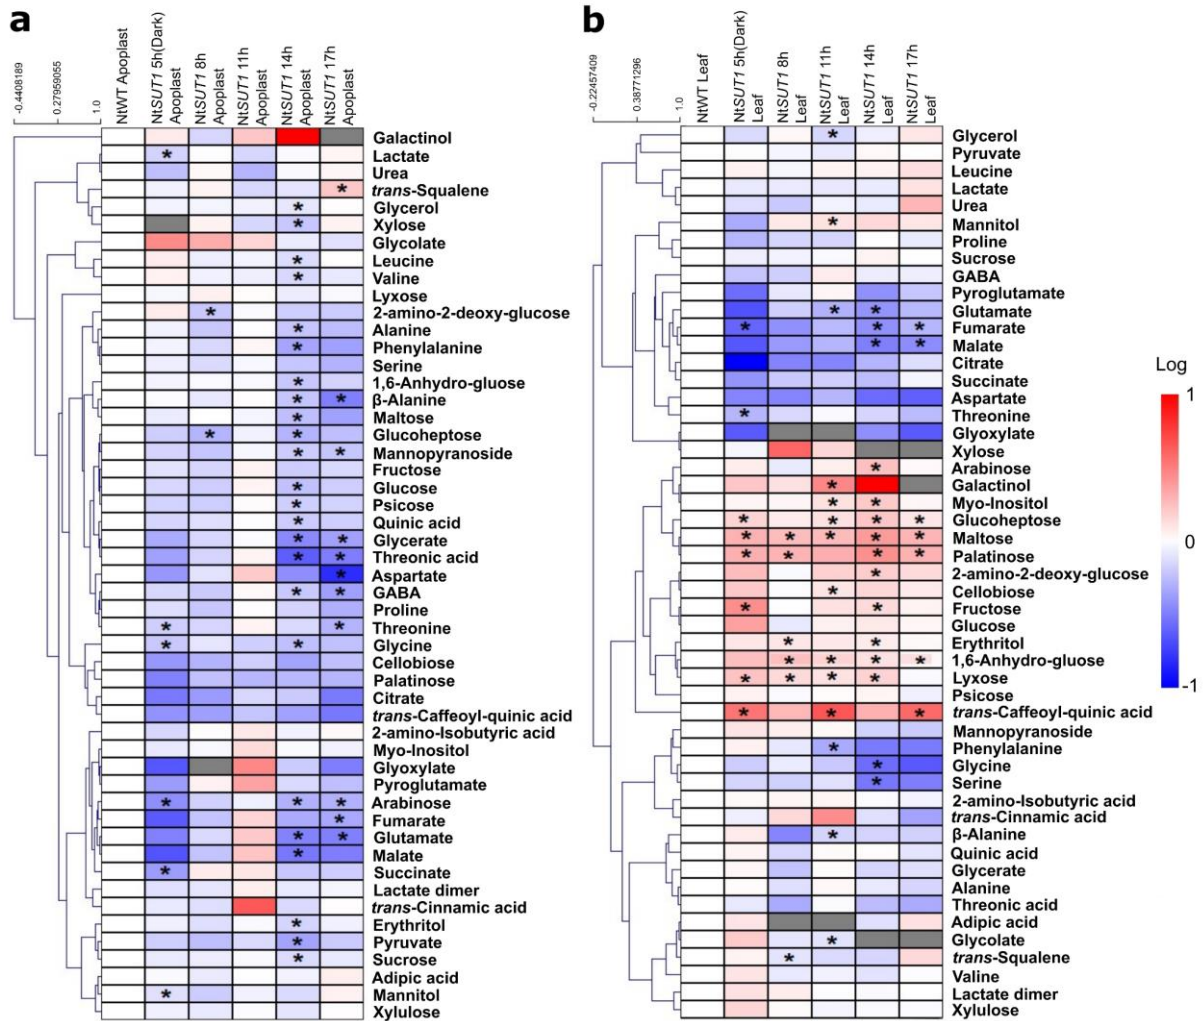 a
-0.4408189
0.27959055
1.0
NtWT Apoplast
NtSUT1 5h(Dark)
Apoplast
NtSUT1 8h
Apoplast
NtSUT1 11h
Apoplast
NtSUT1 14h
Apoplast
NtSUT1 17h
Apoplast
Galactinol
Lactate
Urea
trans-Squalene
Glycerol
Xylose
Glycolate
Leucine
Valine
Lyxose
2-amino-2-deoxy-glucose
Alanine
Phenylalanine
Serine
1,6-Anhydro-gluose
β-Alanine
Maltose
Glucoheptose
Mannopyranoside
Fructose
Glucose
Psicose
Quinic acid
Glycerate
Threonic acid
Aspartate
GABA
Proline
Threonine
Glycine
Cellobiose
Palatinose
Citrate
trans-Caffeoyl-quinic acid
2-amino-Isobutyric acid
Myo-Inositol
Glyoxylate
Pyroglutamate
Arabinose
Fumarate
Glutamate
Malate
Succinate
Lactate dimer
trans-Cinnamic acid
Erythritol
Pyruvate
Sucrose
Adipic acid
Mannitol
Xylulose
b
-0.22457409
0.38771296
1.0
NtWT Leaf
NtSUT1 5h(Dark)
Leaf
NtSUT1 8h
Leaf
NtSUT1 11h
Leaf
NtSUT1 14h
Leaf
NtSUT1 17h
Leaf
Glycerol
Pyruvate
Leucine
Lactate
Urea
Mannitol
Proline
Sucrose
GABA
Pyroglutamate
Glutamate
Fumarate
Malate
Citrate
Succinate
Aspartate
Threonine
Glyoxylate
Xylose
Arabinose
Galactinol
Myo-Inositol
Glucoheptose
Maltose
Palatinose
2-amino-2-deoxy-glucose
Cellobiose
Fructose
Glucose
Erythritol
1,6-Anhydro-gluose
Lyxose
Psicose
trans-Caffeoyl-quinic acid
Mannopyranoside
Phenylalanine
Glycine
Serine
2-amino-Isobutyric acid
trans-Cinnamic acid
β-Alanine
Quinic acid
Glycerate
Alanine
Threonic acid
Adipic acid
Glycolate
trans-Squalene
Valine
Lactate dimer
Xylulose
Log
1
0
-1